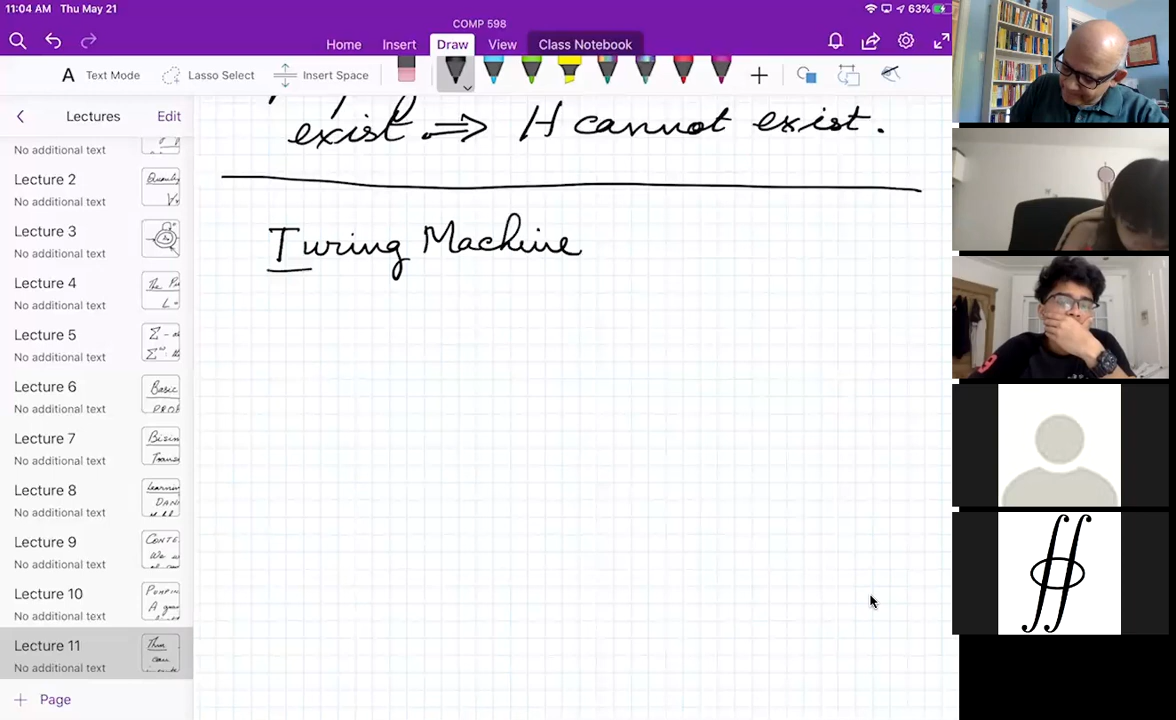 11:04 AM Thu May 21
63%
COMP 598
Home Insert Draw View Class Notebook
A Text Mode Lasso Select Insert Space
Lectures Edit
No additional text
Lecture 2
No additional text
Lecture 3
No additional text
Lecture 4
No additional text
Lecture 5
No additional text
Lecture 6
No additional text
Lecture 7
No additional text
Lecture 8
No additional text
Lecture 9
No additional text
Lecture 10
No additional text
Lecture 11
No additional text
+ Page
exist. ⇒ H cannot exist.
Turing Machine